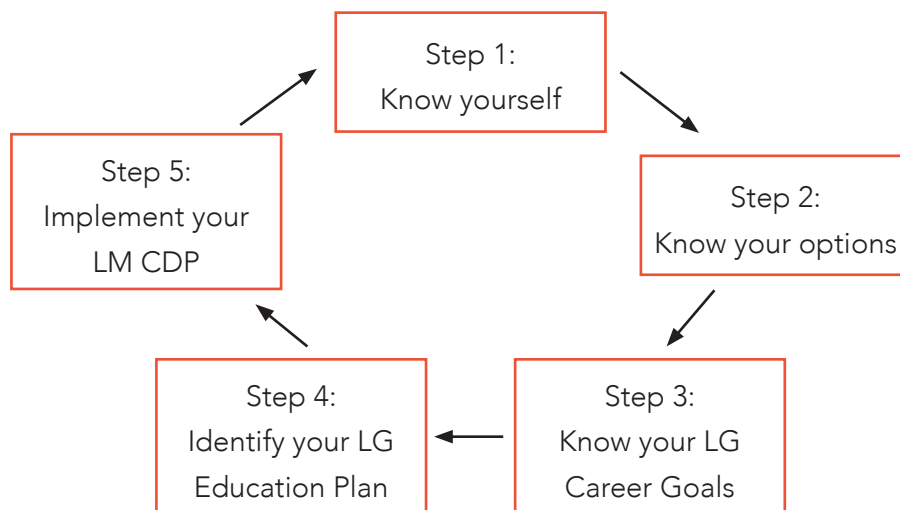 Step 1:
Know yourself
Step 2:
Know your options
Step 3:
Know your LG
Career Goals
Step 4:
Identify your LG
Education Plan
Step 5:
Implement your
LM CDP